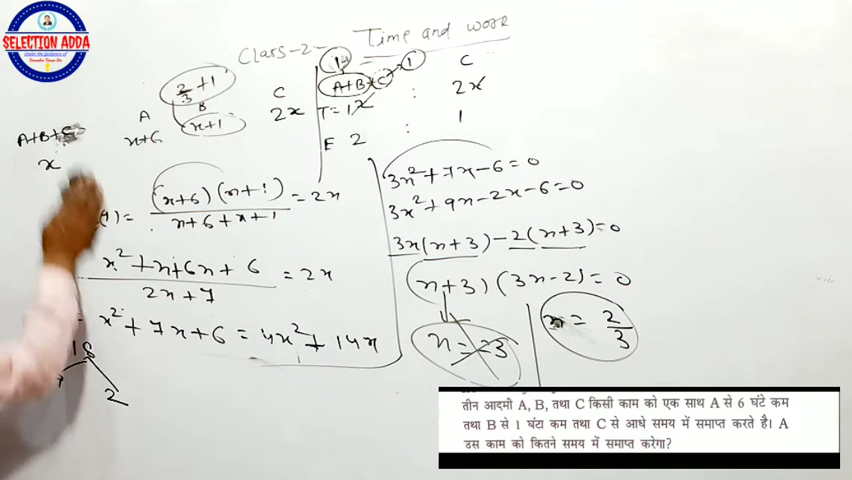 SELECTION ADDA
Class-2- Time and work
2/3 + 1
A B C
A+B+C x+6 x+1 2x
x
1+ 1 C
A+B+C : 2x
T = 1x
E 2 : 1
(x+6)(x+1) / x+6+x+1 = 2x
x² + x + 6x + 6 / 2x+7 = 2x
x² + 7x + 6 = 4x² + 14x
18
2
3x² + 7x - 6 = 0
3x² + 9x - 2x - 6 = 0
3x(x+3) - 2(x+3) = 0
(x+3) (3x-2) = 0
x = -3
x = 2/3
तीन आदमी A, B, तथा C किसी काम को एक साथ A से 6 घंटे कम
तथा B से 1 घंटा कम तथा C से आधे समय में समाप्त करते है। A
उस काम को कितने समय में समाप्त करेगा?